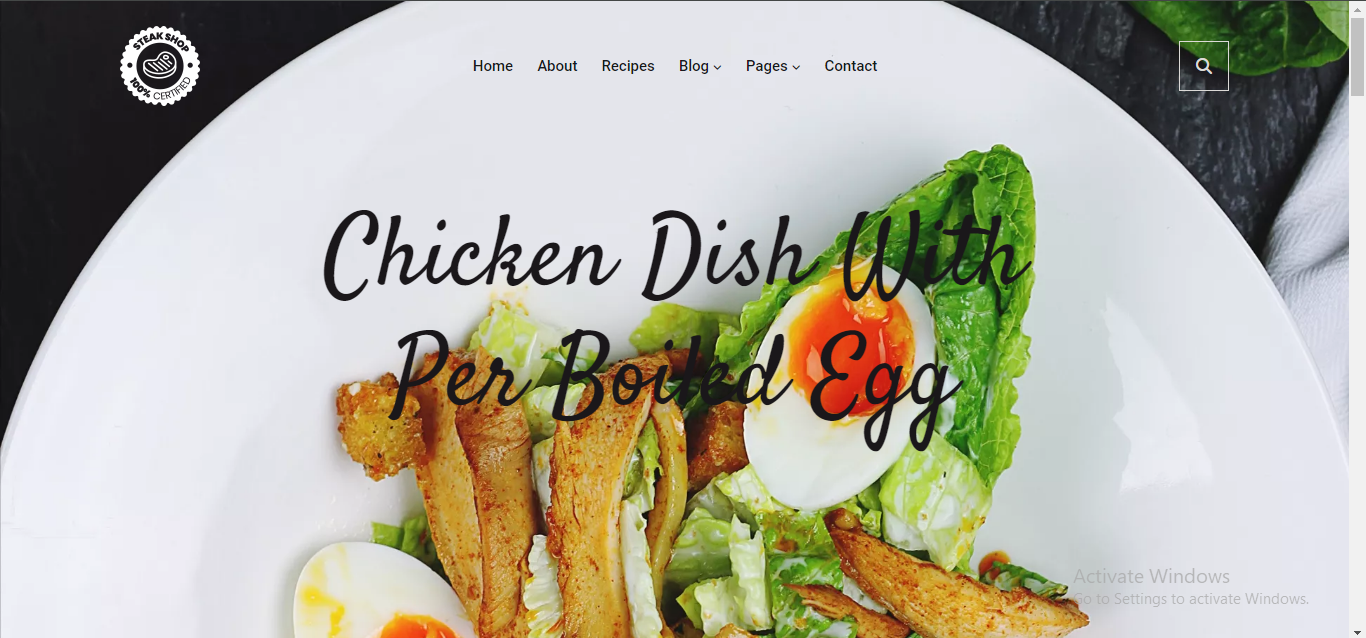 STEAK SHOP
100% CERTIFIED
Home About Recipes Blog Pages Contact
Chicken Dish With
Per Boiled Egg
Activate Windows
Go to Settings to activate Windows.